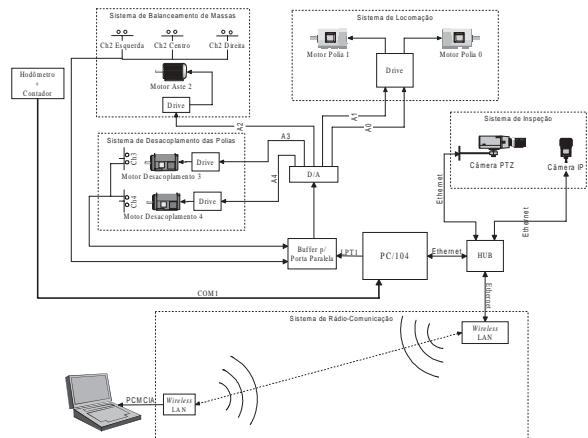 Sistema de Balanceamento de Massas
Ch2 Esquerda
Ch2 Centro
Ch2 Direita
Motor Aste 2
Drive
A2
Sistema de Locomação
Motor Polia 1
Motor Polia 0
Drive
A1
A0
Hodômetro
+
Contador
Sistema de Desacoplamento das Polias
Ch3
Drive
A3
Motor Desacoplamento 3
Ch4
Drive
A4
Motor Desacoplamento 4
D/A
Sistema de Inspeção
Câmera PTZ
Câmera IP
Ethernet
Ethernet
Buffer p/
Porta Paralela
LPT1
PC/104
Ethernet
HUB
COM1
Ethernet
Sistema de Rádio-Comunicação
Wireless
LAN
PCMCIA
Wireless
LAN